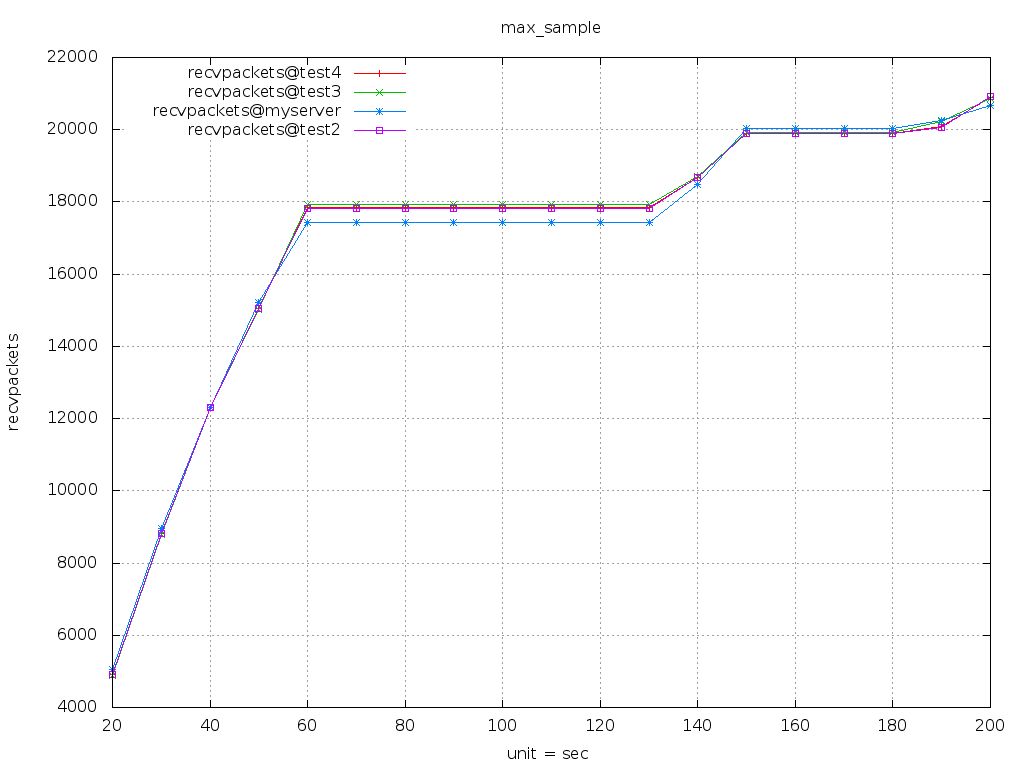 max_sample
22000
20000
18000
16000
14000
12000
10000
8000
6000
4000
recvpackets@test4
recvpackets@test3
recvpackets@myserver
recvpackets@test2
recvpackets
20 40 60 80 100 120 140 160 180 200
unit = sec